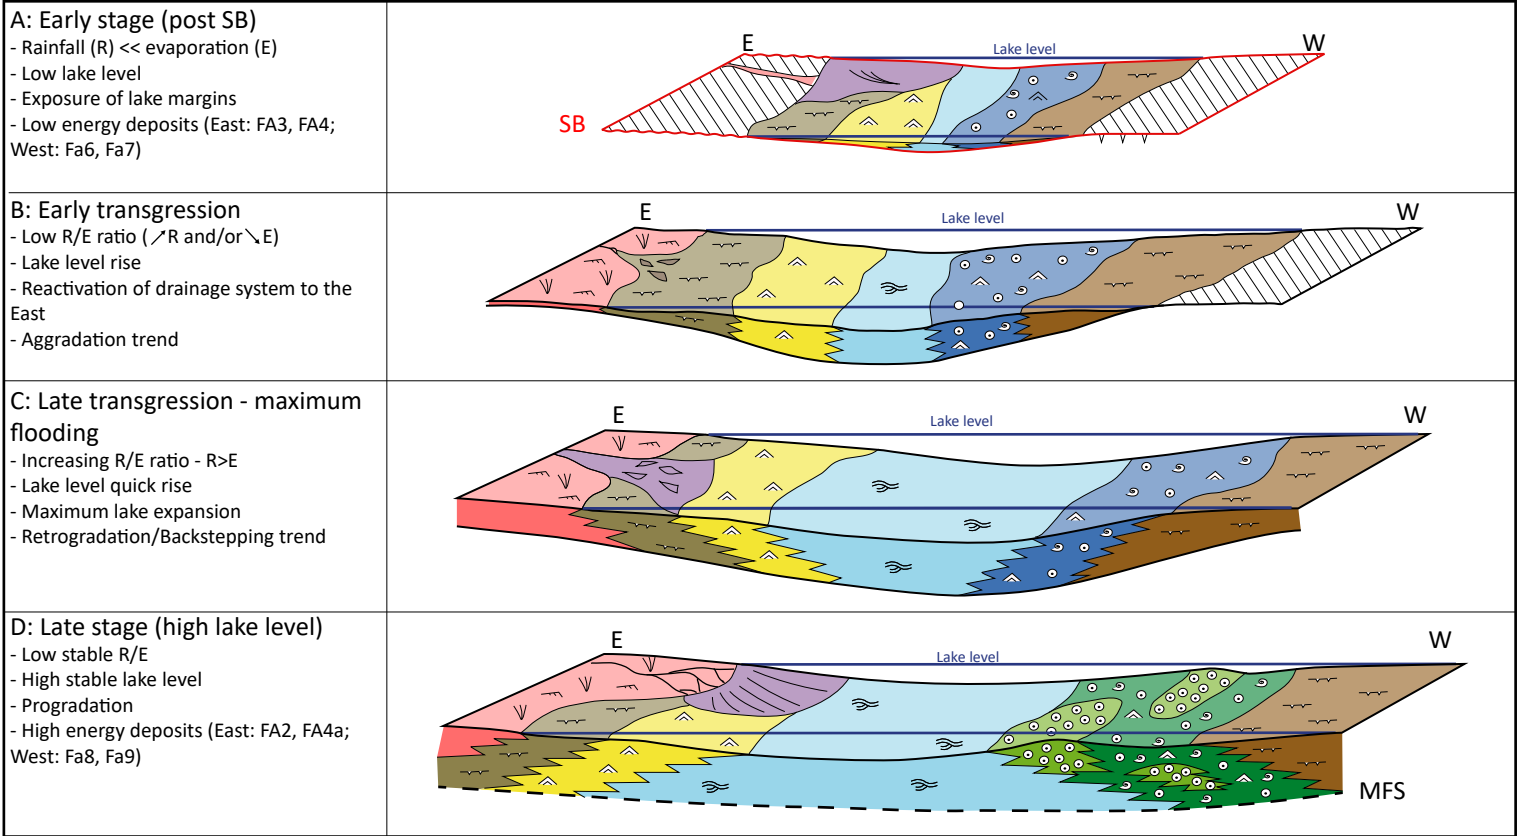 A: Early stage (post SB)
- Rainfall (R) << evaporation (E)
- Low lake level
- Exposure of lake margins
- Low energy deposits (East: FA3, FA4;
West: Fa6, Fa7)
E
Lake level
W
SB
B: Early transgression
- Low R/E ratio (↗R and/or↘E)
- Lake level rise
- Reactivation of drainage system to the
East
- Aggradation trend
E
Lake level
W
C: Late transgression - maximum
flooding
- Increasing R/E ratio - R>E
- Lake level quick rise
- Maximum lake expansion
- Retrogradation/Backstepping trend
E
Lake level
W
D: Late stage (high lake level)
- Low stable R/E
- High stable lake level
- Progradation
- High energy deposits (East: FA2, FA4a;
West: Fa8, Fa9)
E
Lake level
W
MFS